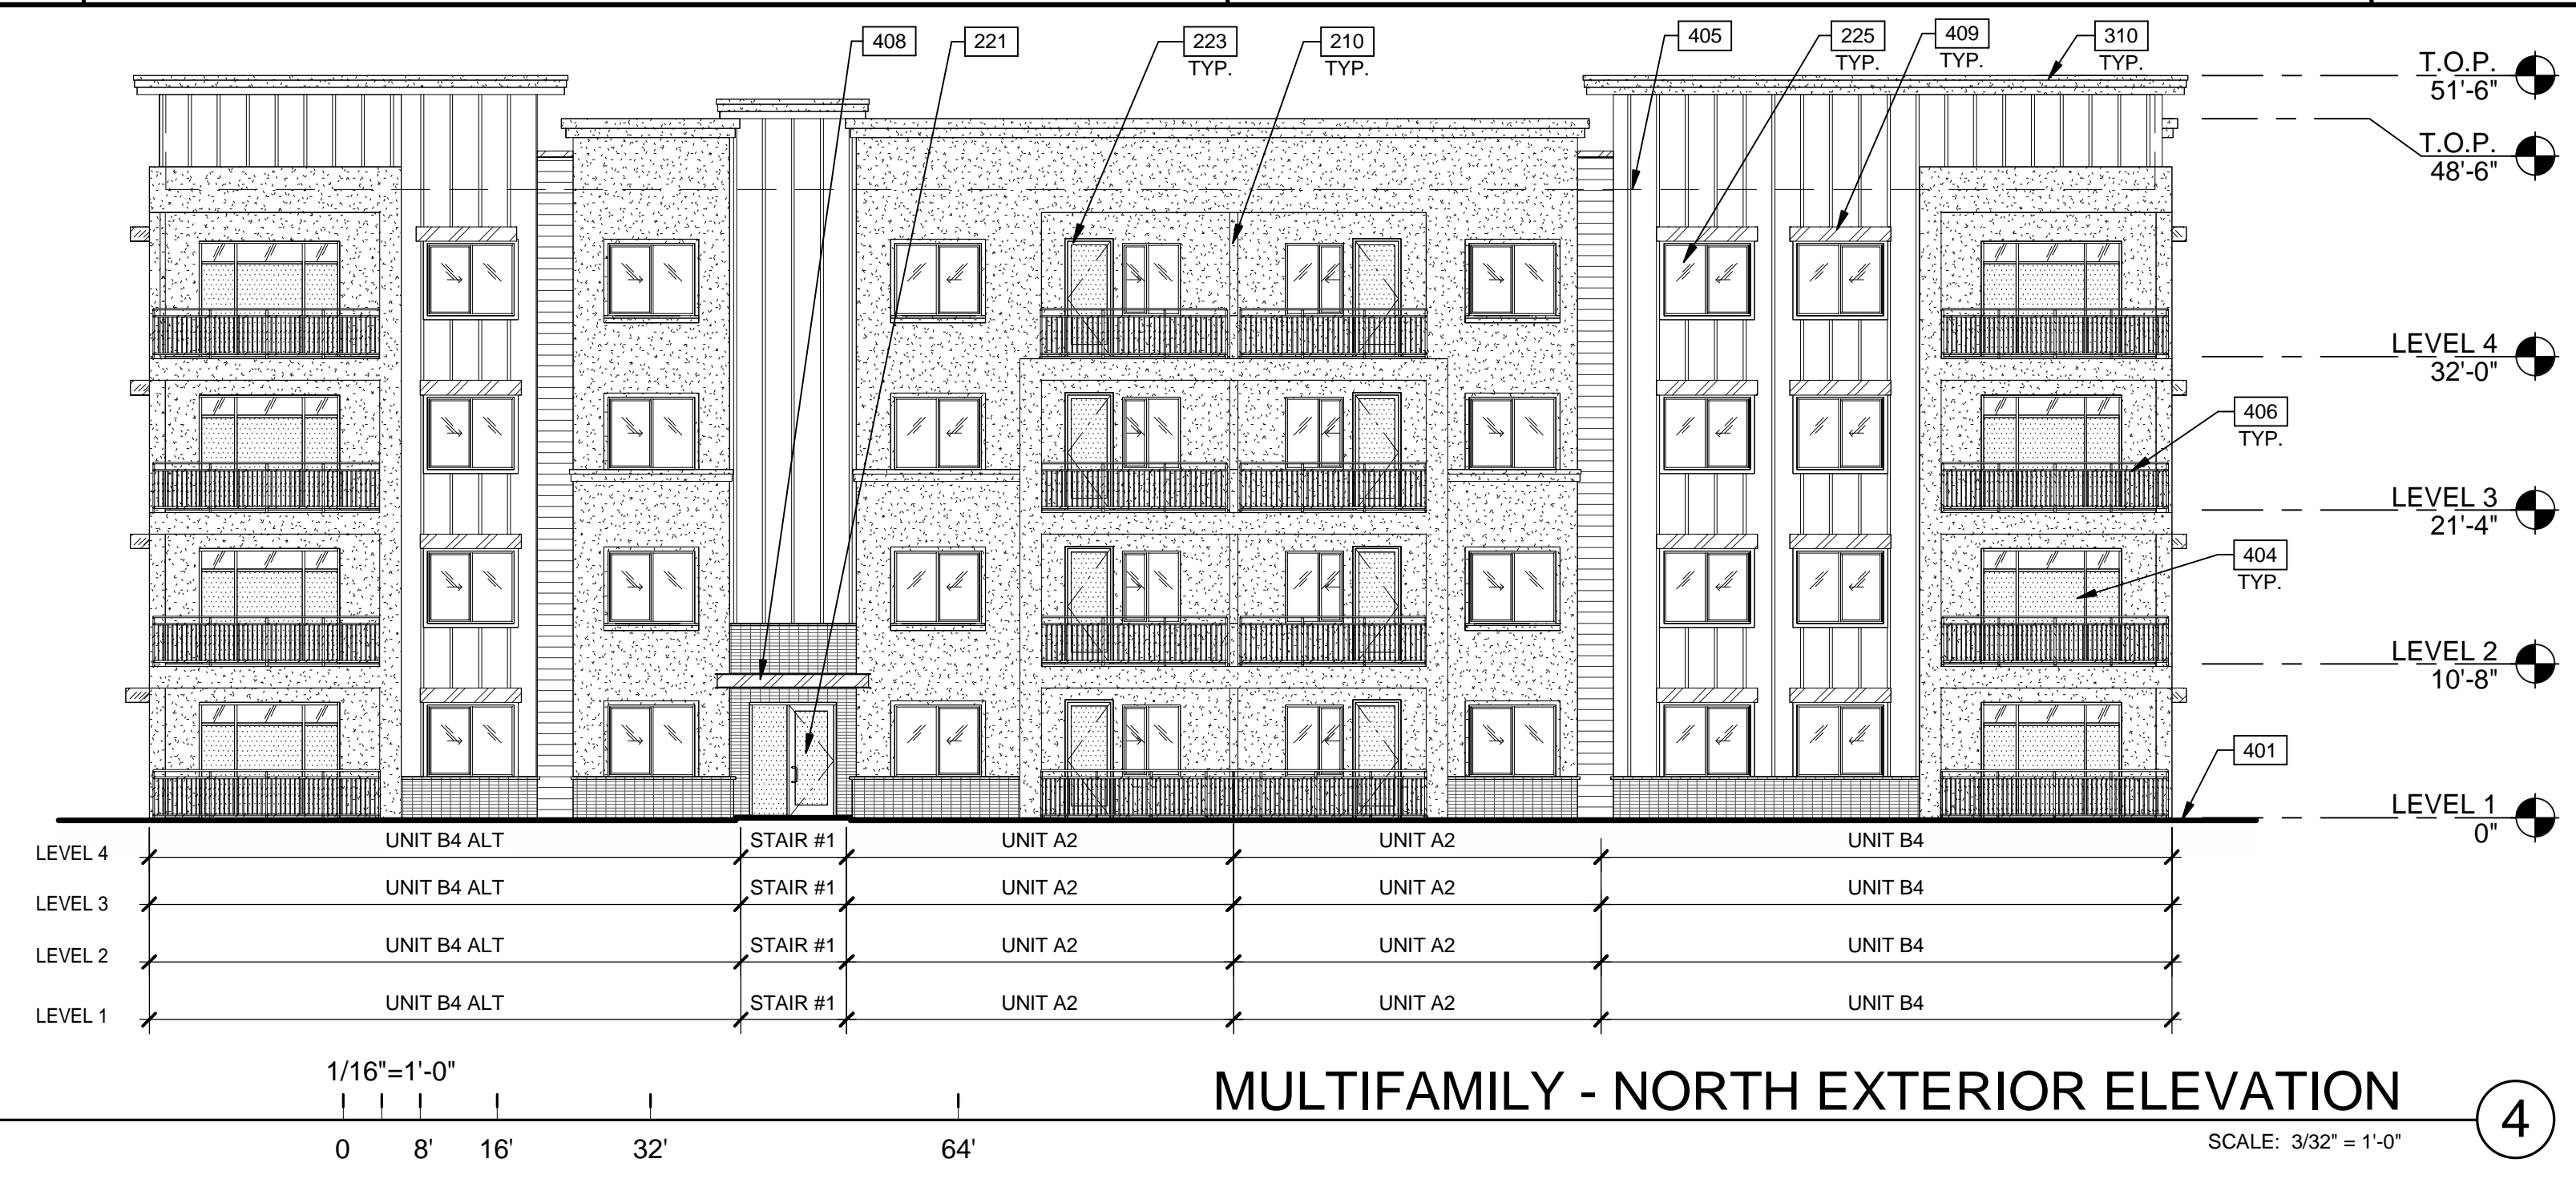 408
221
223
TYP.
210
TYP.
405
225
TYP.
409
TYP.
310
TYP.
T.O.P.
51'-6"
T.O.P.
48'-6"
LEVEL 4
32'-0"
406
TYP.
LEVEL 3
21'-4"
404
TYP.
LEVEL 2
10'-8"
401
LEVEL 1
0"
LEVEL 4 UNIT B4 ALT STAIR #1 UNIT A2 UNIT A2 UNIT B4
LEVEL 3 UNIT B4 ALT STAIR #1 UNIT A2 UNIT A2 UNIT B4
LEVEL 2 UNIT B4 ALT STAIR #1 UNIT A2 UNIT A2 UNIT B4
LEVEL 1 UNIT B4 ALT STAIR #1 UNIT A2 UNIT A2 UNIT B4
1/16"=1'-0"
0 8' 16' 32' 64'
MULTIFAMILY - NORTH EXTERIOR ELEVATION
4
SCALE: 3/32" = 1'-0"